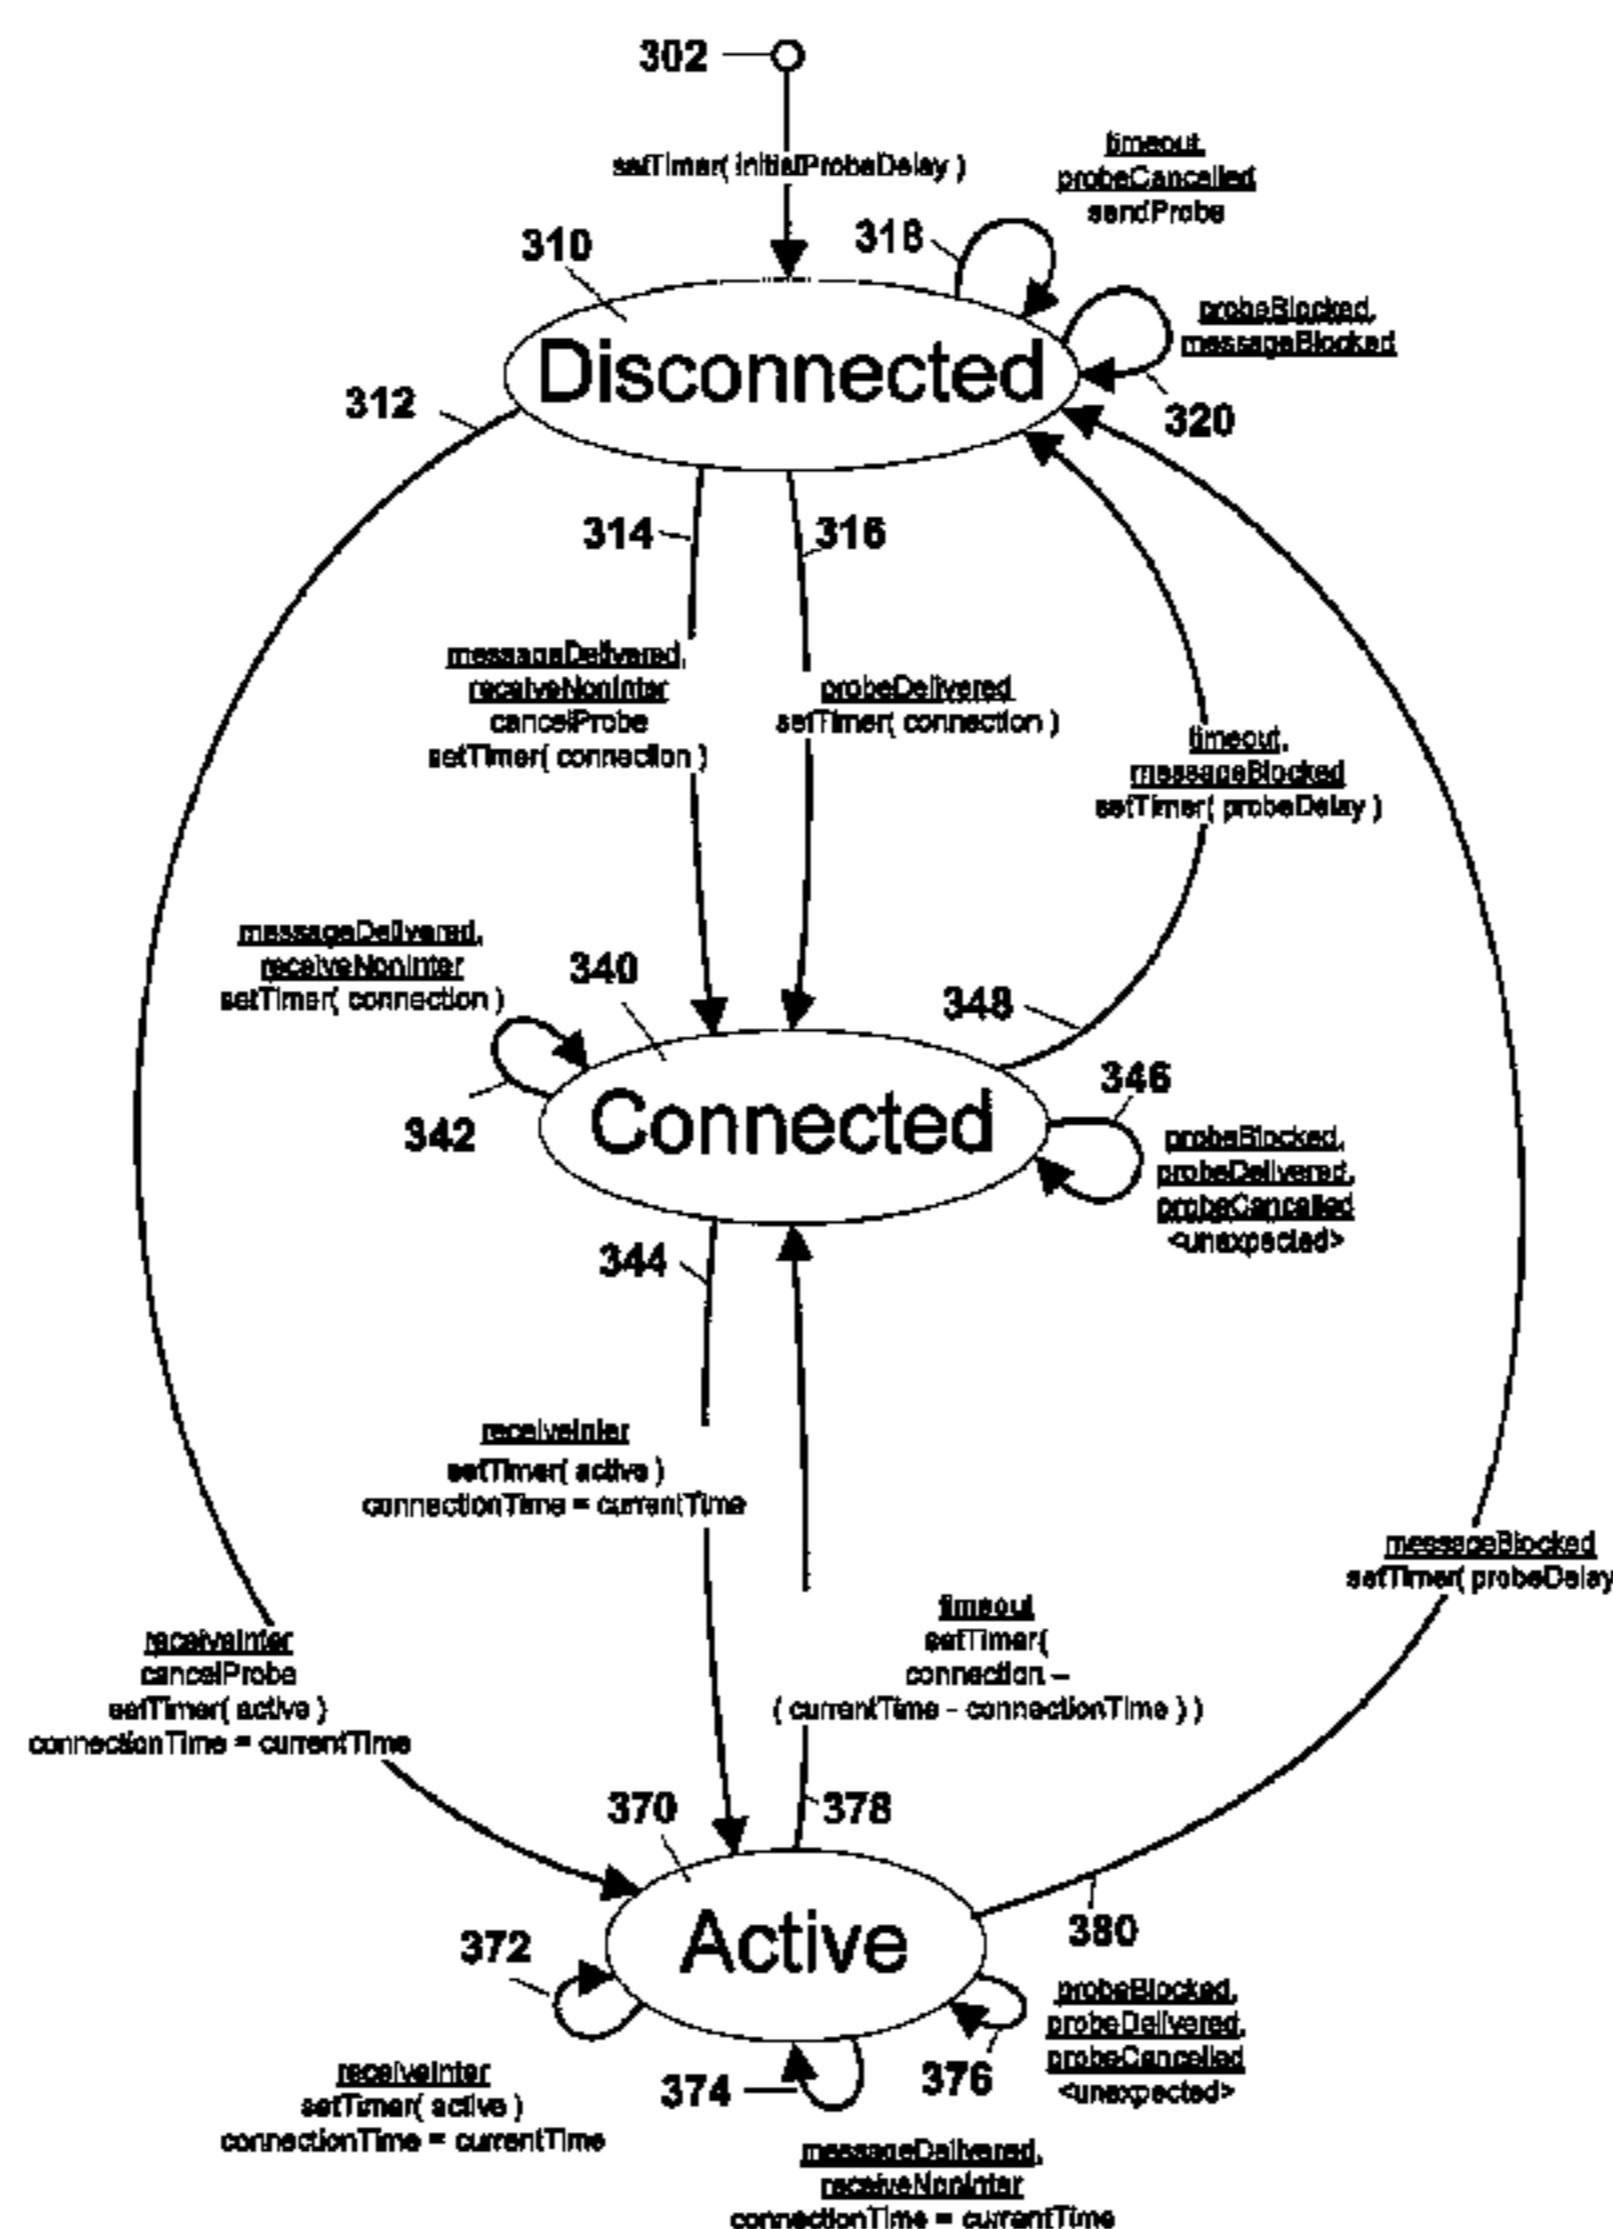 302
setTimer( initialProbeDelay )
timeout,
probeCancelled
sendProbe
310
318
probeBlocked,
messageBlocked
Disconnected
312
320
314
316
messageDelivered,
receiveNonInter
cancelProbe
setTimer( connection )
probeDelivered
setTimer( connection )
timeout,
messageBlocked
setTimer( probeDelay )
messageDelivered,
receiveNonInter
setTimer( connection )
340
348
346
Connected
342
probeBlocked,
probeDelivered,
probeCancelled
<unexpected>
344
receiveInter
setTimer( active )
connectionTime = currentTime
messageBlocked
setTimer( probeDelay
timeout
setTimer(
connection –
( currentTime - connectionTime ) )
receiveInter
cancelProbe
setTimer( active )
connectionTime = currentTime
370
378
Active
380
372
374
376
probeBlocked,
probeDelivered,
probeCancelled
<unexpected>
receiveInter
setTimer( active )
connectionTime = currentTime
messageDelivered,
receiveNonInter
connectionTime = currentTime